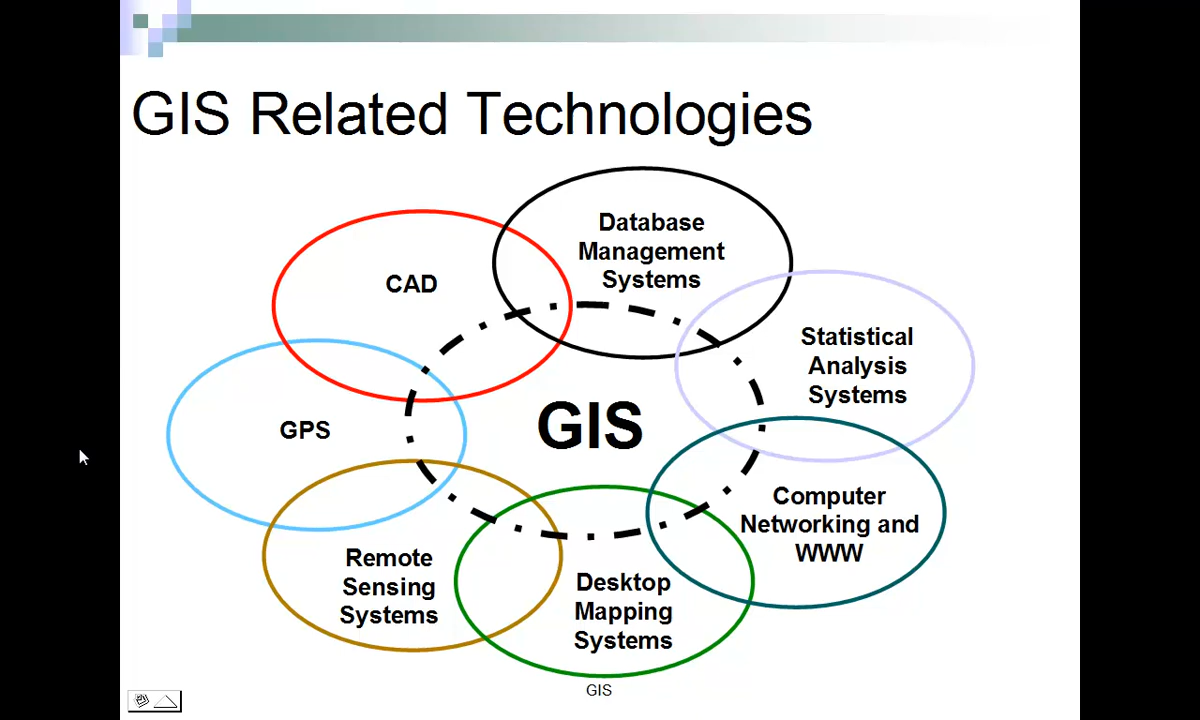 GIS Related Technologies
Database
Management
Systems
CAD
Statistical
Analysis
Systems
GPS
GIS
Computer
Networking and
WWW
Remote
Sensing
Systems
Desktop
Mapping
Systems
GIS